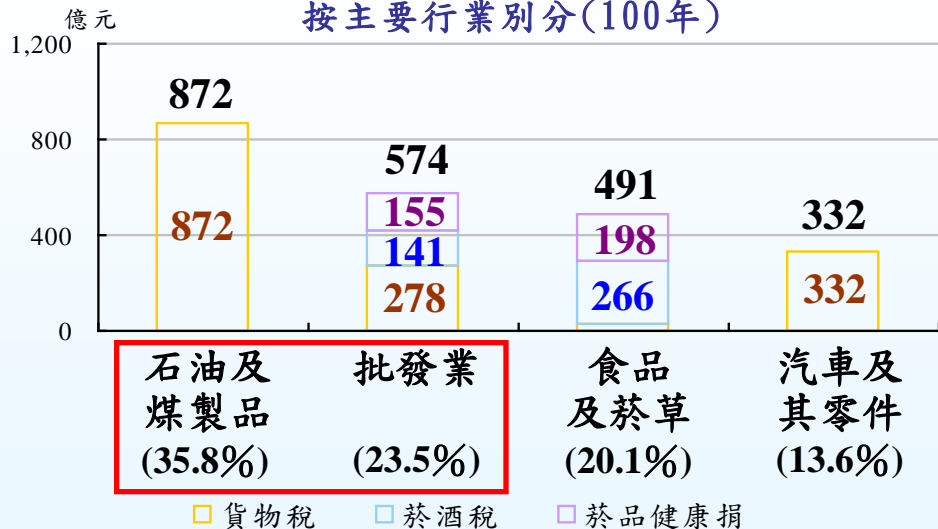 按主要行業別分(100年)
億元
1,200
800
400
0
872
872
574
155
141
278
491
198
266
332
332
石油及
煤製品
(35.8%)
批發業
(23.5%)
食品
及菸草
(20.1%)
汽車及
其零件
(13.6%)
貨物稅
菸酒稅
菸品健康捐